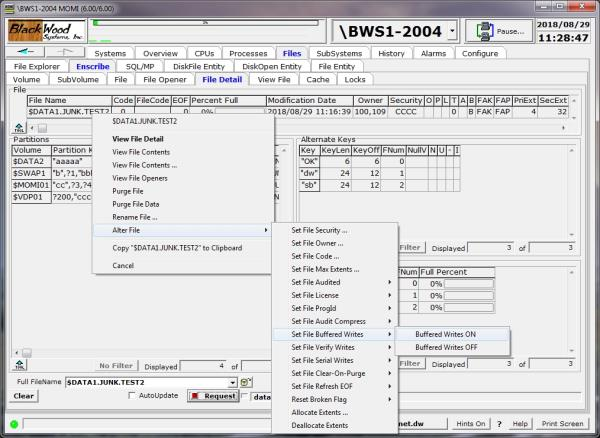 \BWS1-2004 MOMI (6.00/6.00)
BlackWood
Systems, Inc
\BWS1-2004
Pause...
2018/08/29
11:28:47
Systems Overview CPUs Processes Files SubSystems History Alarms Configure
File Explorer Enscribe SQL/MP DiskFile Entity DiskOpen Entity File Entity
Volume SubVolume File File Opener File Detail View File Cache Locks
File
File Name Code FileCode EOF Percent Full Modification Date Owner Security O P L T A B FAK FAP PriExt SecExt
$DATA1.JUNK.TEST2 0 0 0% 2018/08/29 11:16:39 100,109 CCCC 0 B FAK FAP 4 32
$DATA1.JUNK.TEST2
View File Detail
View File Contents
View File Contents ...
View File Openers
Purge File
Purge File Data
Rename File ...
Alter File
Copy "$DATA1.JUNK.TEST2" to Clipboard
Cancel
Partitions
Volume Partition K
$DATA2 "aaaaa"
$SWAP1 "b",?1,"bbl
$MOMI01 "cc",?3,?4
$VDP01 ?200,"ccc
Alternate Keys
Key KeyLen KeyOff FNum NullV N U - I
"OK" 6 6 0
"dw" 24 12 1
"sb" 24 12 2
Filter Displayed 3 of 3
Set File Security ...
Set File Owner ...
Set File Code ...
Set File Max Extents ...
Set File Audited
Set File License
Set File ProgId
Set File Audit Compress
Set File Buffered Writes
Set File Verify Writes
Set File Serial Writes
Set File Clear-On-Purge
Set File Refresh EOF
Reset Broken Flag
Allocate Extents ...
Deallocate Extents
Buffered Writes ON
Buffered Writes OFF
FNum Full Percent
0 0%
1 0%
2 0%
No Filter Displayed 4 of
Filter Displayed 3 of 3
Full FileName $DATA1.JUNK.TEST2
Clear AutoUpdate Request data
net.dw Hints On ? Help Print Screen